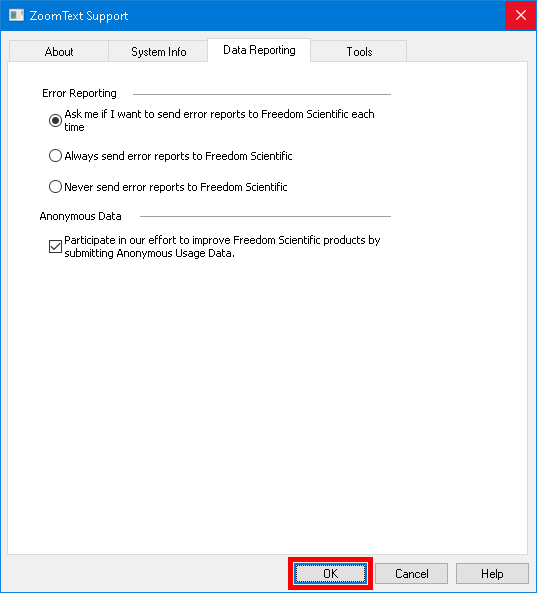 ZoomText Support
About
System Info
Data Reporting
Tools
Error Reporting
Ask me if I want to send error reports to Freedom Scientific each
time
Always send error reports to Freedom Scientific
Never send error reports to Freedom Scientific
Anonymous Data
Participate in our effort to improve Freedom Scientific products by
submitting Anonymous Usage Data.
OK
Cancel
Help